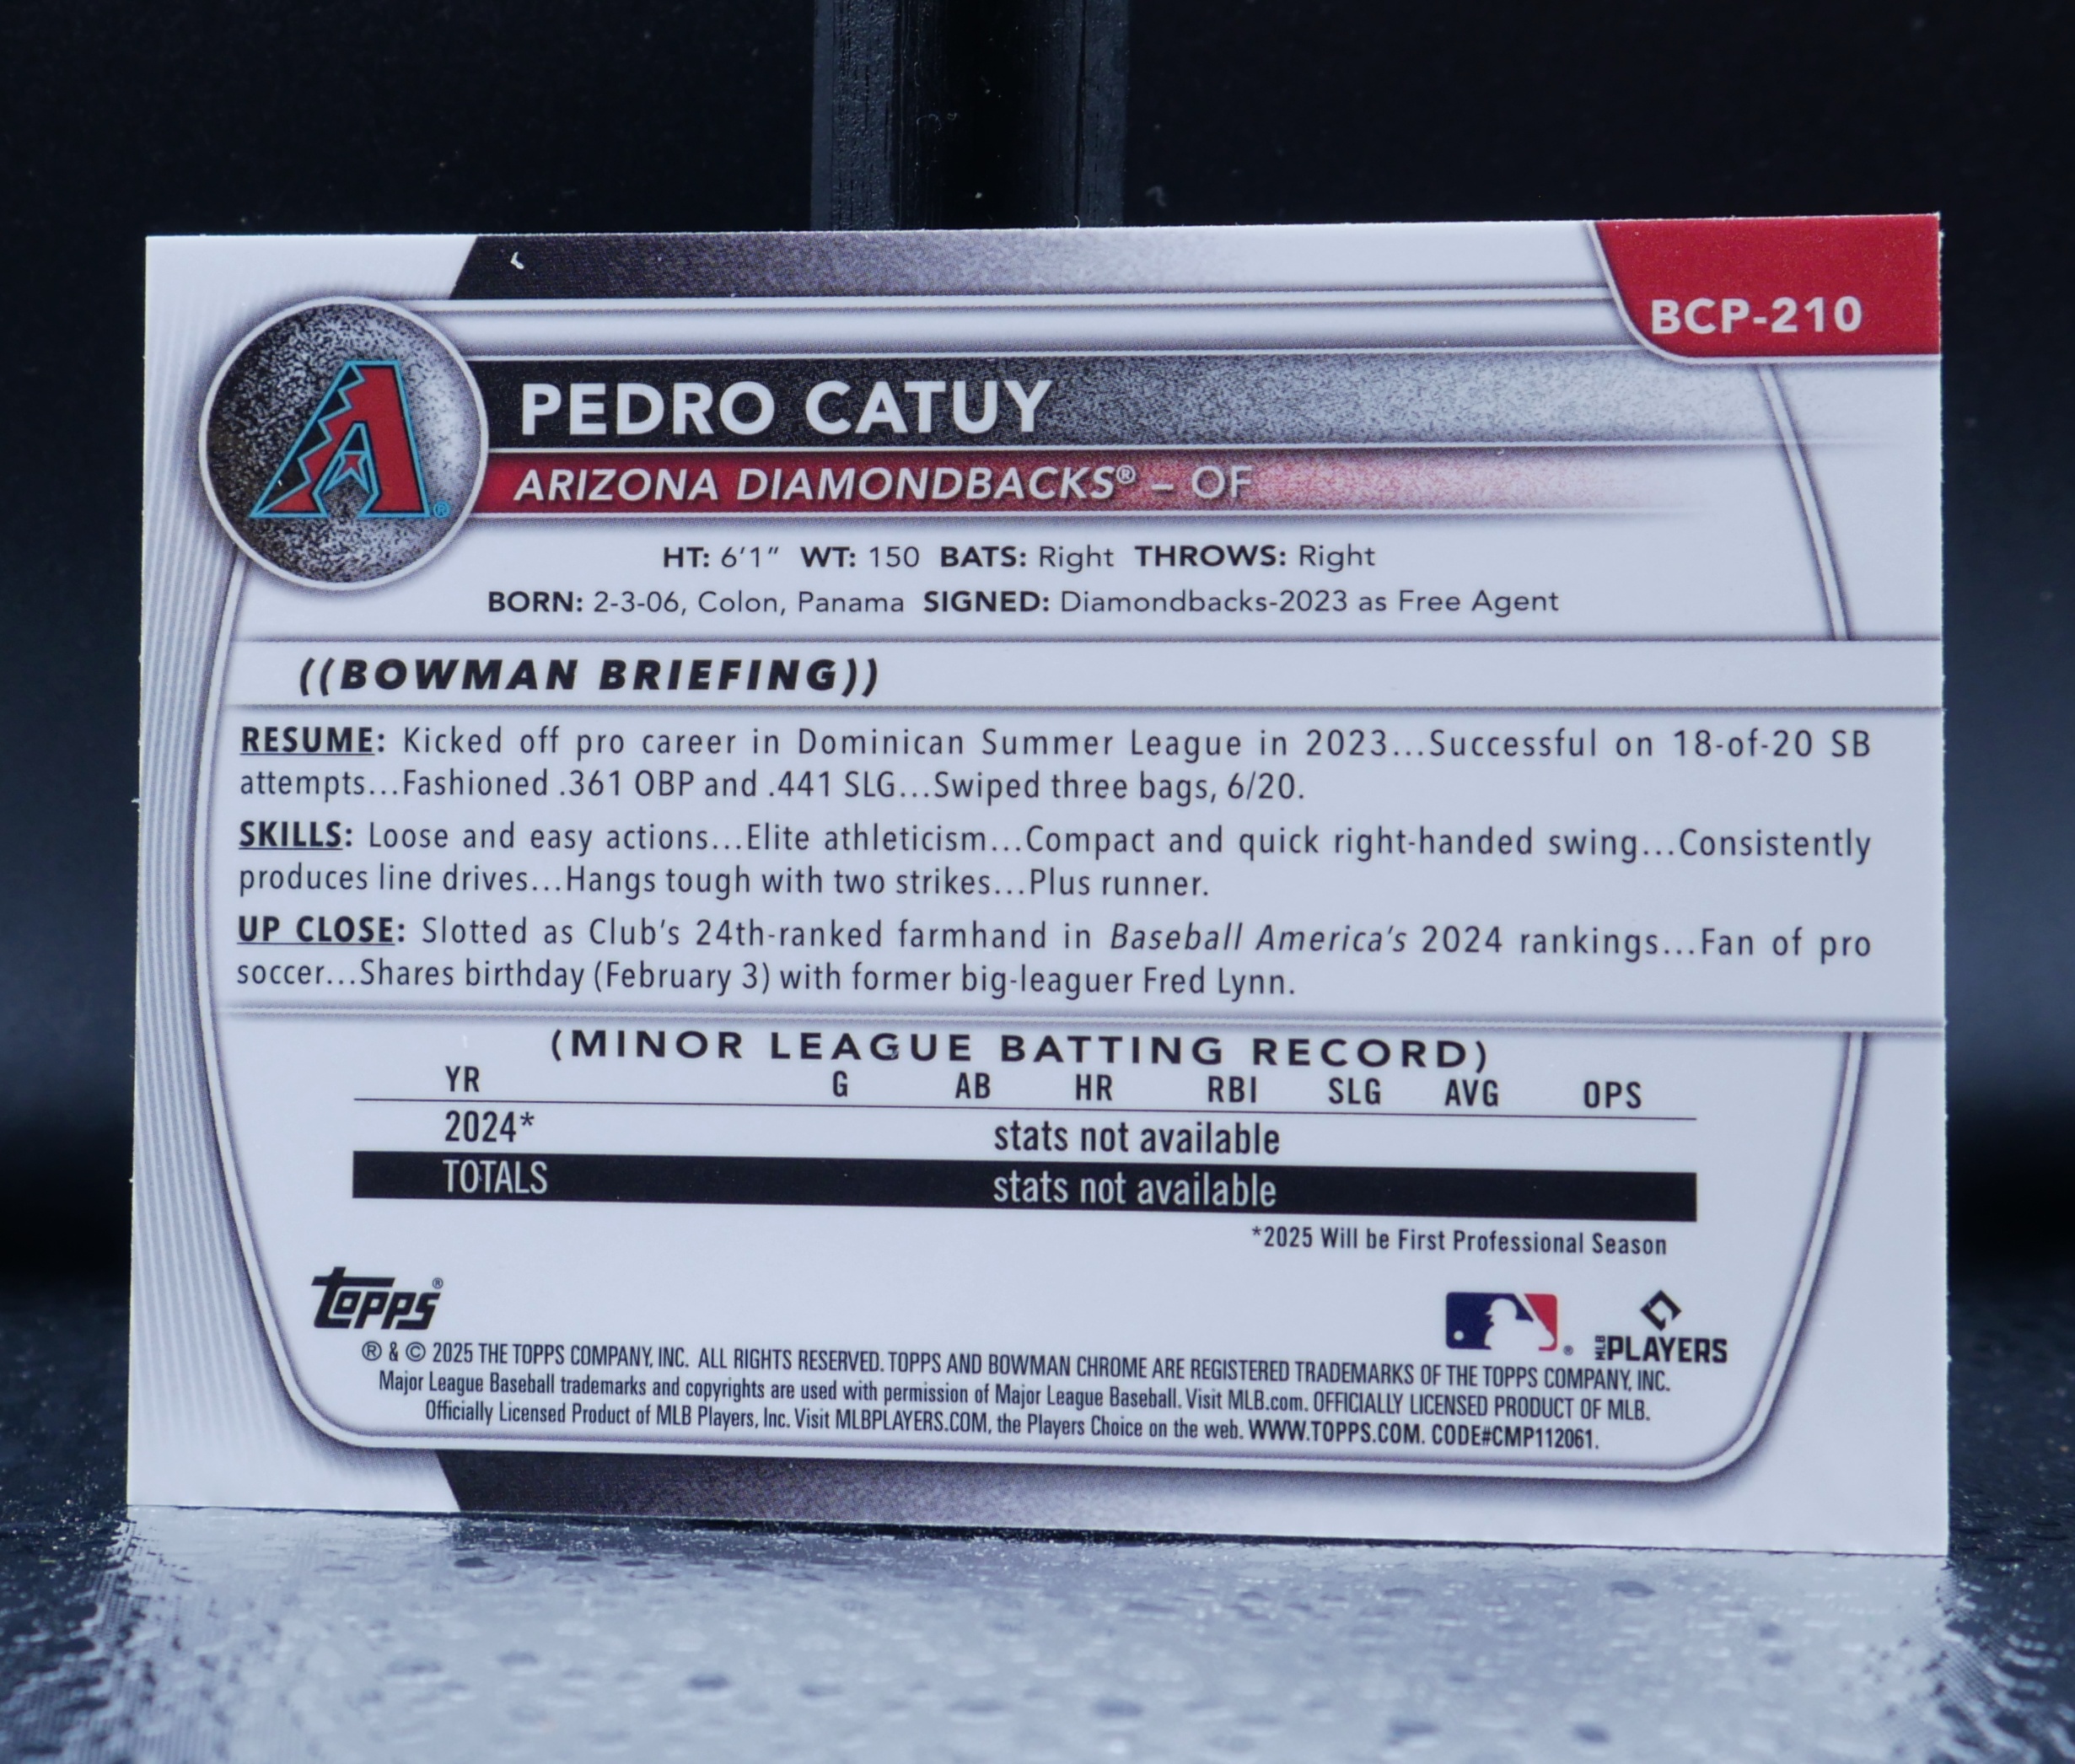 BCP-210
PEDRO CATUY
ARIZONA DIAMONDBACKS® – OF
HT: 6'1" WT: 150 BATS: Right THROWS: Right
BORN: 2-3-06, Colon, Panama SIGNED: Diamondbacks-2023 as Free Agent
((BOWMAN BRIEFING))
RESUME: Kicked off pro career in Dominican Summer League in 2023...Successful on 18-of-20 SB
attempts...Fashioned .361 OBP and .441 SLG...Swiped three bags, 6/20.
SKILLS: Loose and easy actions...Elite athleticism...Compact and quick right-handed swing...Consistently
produces line drives...Hangs tough with two strikes...Plus runner.
UP CLOSE: Slotted as Club's 24th-ranked farmhand in Baseball America's 2024 rankings...Fan of pro
soccer...Shares birthday (February 3) with former big-leaguer Fred Lynn.
(MINOR LEAGUE BATTING RECORD)
YR G AB HR RBI SLG AVG OPS
2024* stats not available
TOTALS stats not available
*2025 Will be First Professional Season
topps®
MLB PLAYERS
® & © 2025 THE TOPPS COMPANY, INC. ALL RIGHTS RESERVED. TOPPS AND BOWMAN CHROME ARE REGISTERED TRADEMARKS OF THE TOPPS COMPANY, INC.
Major League Baseball trademarks and copyrights are used with permission of Major League Baseball. Visit MLB.com. OFFICIALLY LICENSED PRODUCT OF MLB.
Officially Licensed Product of MLB Players, Inc. Visit MLBPLAYERS.COM, the Players Choice on the web. WWW.TOPPS.COM. CODE#CMP112061.